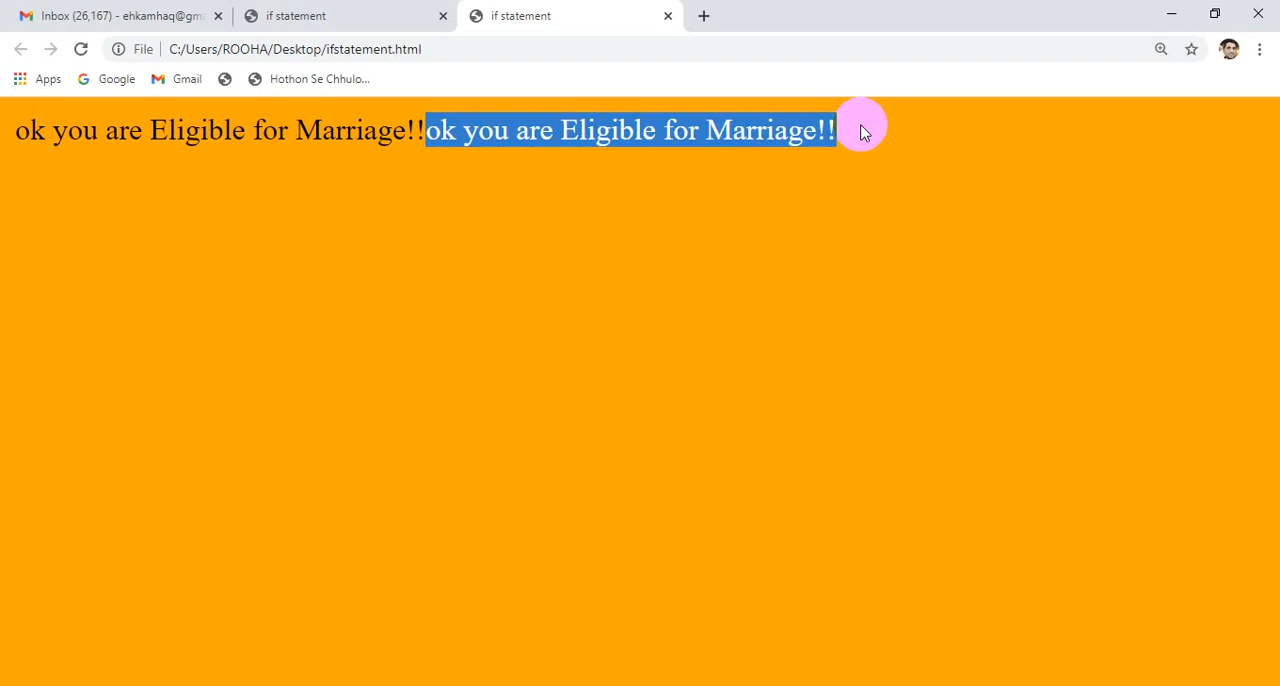 Inbox (26,167) - ehkamhaq@gm
if statement
if statement
File
C:/Users/ROOHA/Desktop/ifstatement.html
Apps
Google
Gmail
Hothon Se Chhulo...
ok you are Eligible for Marriage!!ok you are Eligible for Marriage!!